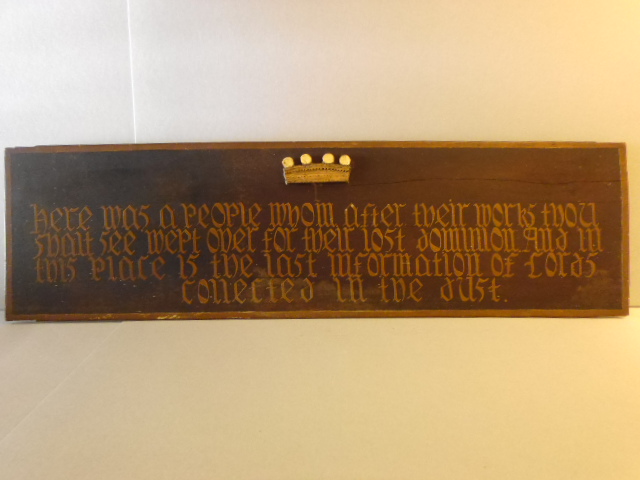 Here was a people whom after their works thou
shalt see wept over for their lost dominion. And in
this place is the last information of Lords
collected in the dust.